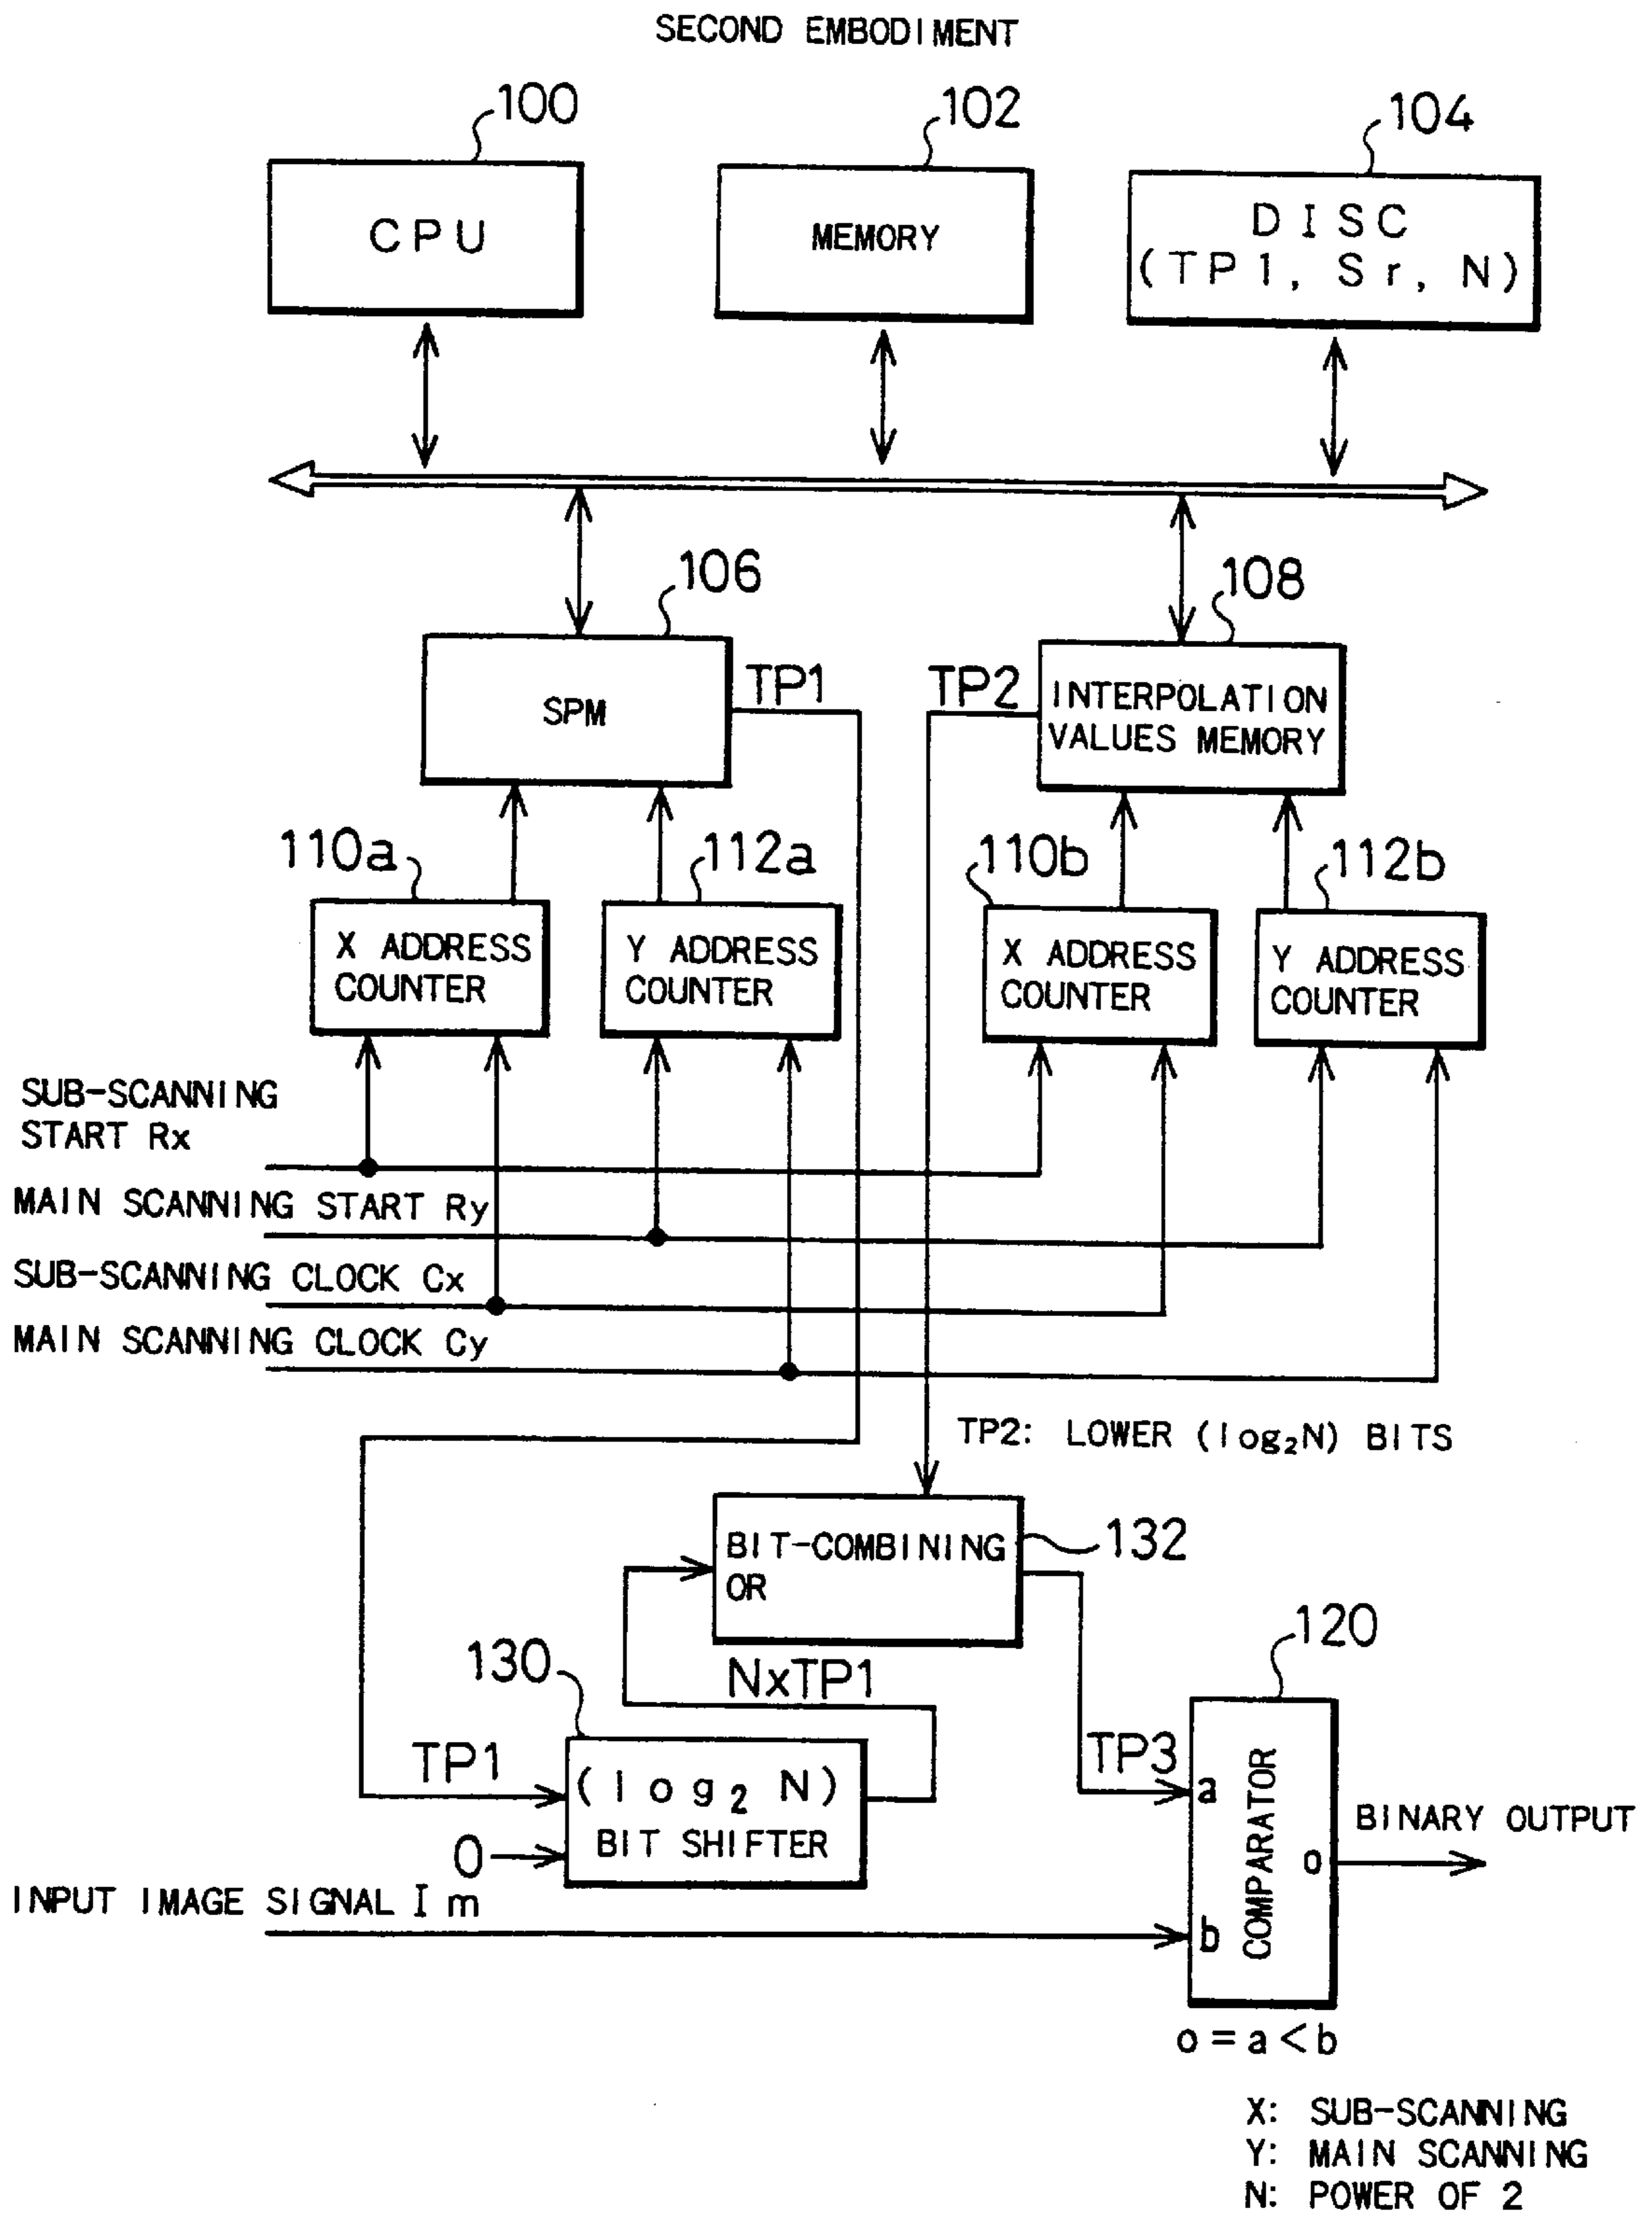 SECOND EMBODIMENT
100
102
104
CPU
MEMORY
DISC
(TP1, Sr, N)
106
108
SPM
TP1
TP2
INTERPOLATION
VALUES MEMORY
110a
112a
110b
112b
X ADDRESS
COUNTER
Y ADDRESS
COUNTER
X ADDRESS
COUNTER
Y ADDRESS
COUNTER
SUB-SCANNING
START Rx
MAIN SCANNING START Ry
SUB-SCANNING CLOCK Cx
MAIN SCANNING CLOCK Cy
TP2: LOWER (log₂N) BITS
BIT-COMBINING
OR
132
120
130
NxTP1
TP1
(log₂ N)
BIT SHIFTER
0
TP3
a
COMPARATOR
o
b
BINARY OUTPUT
INPUT IMAGE SIGNAL Im
o = a < b
X: SUB-SCANNING
Y: MAIN SCANNING
N: POWER OF 2